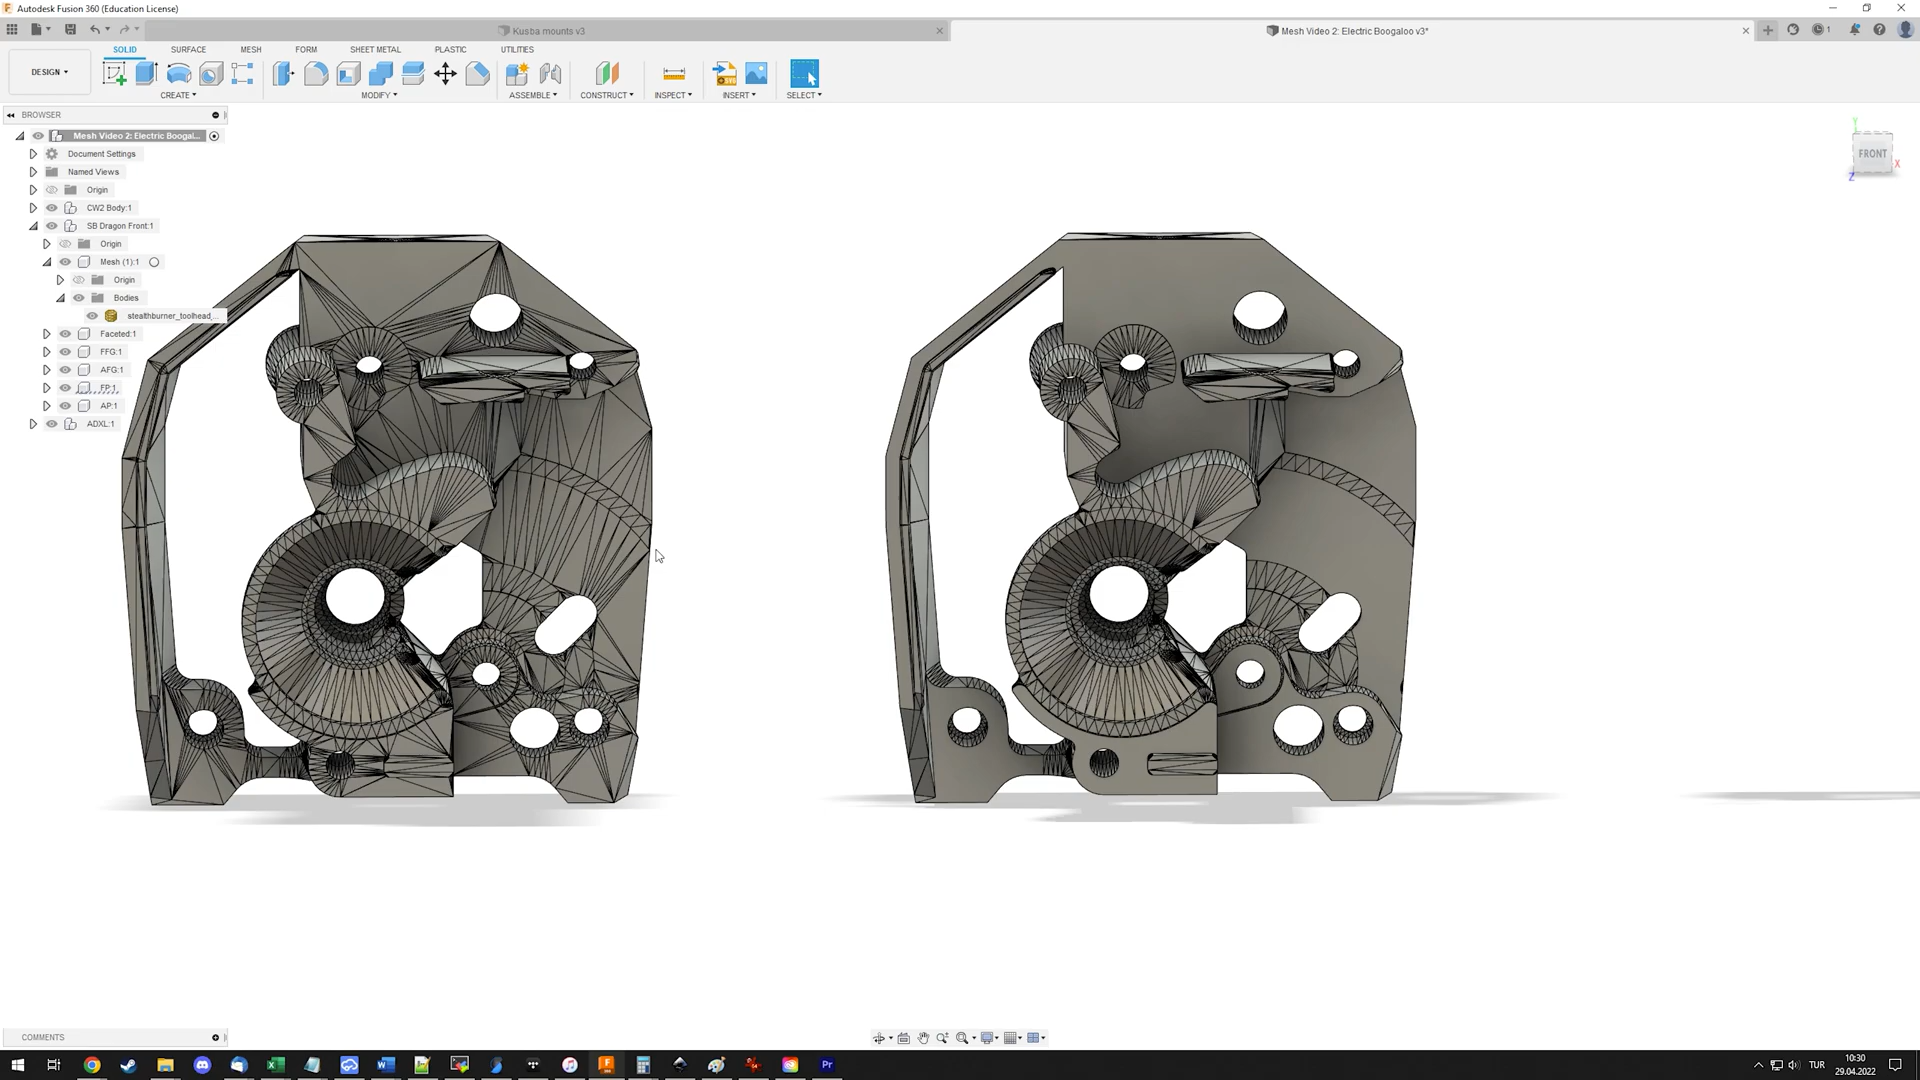 Autodesk Fusion 360 (Education License)
Kusba mounts v3
Mesh Video 2: Electric Boogaloo v3*
1
DESIGN
SOLID
SURFACE
MESH
FORM
SHEET METAL
PLASTIC
UTILITIES
CREATE
MODIFY
ASSEMBLE
CONSTRUCT
INSPECT
INSERT
SELECT
BROWSER
Mesh Video 2: Electric Boogal...
Document Settings
Named Views
Origin
CW2 Body:1
SB Dragon Front:1
Origin
Mesh (1):1
Origin
Bodies
stealthburner_toolhead_...
Faceted:1
FFG:1
AFG:1
FP:1
AP:1
ADXL:1
Y
FRONT
X
Z
COMMENTS
TUR
10:30
29.04.2022